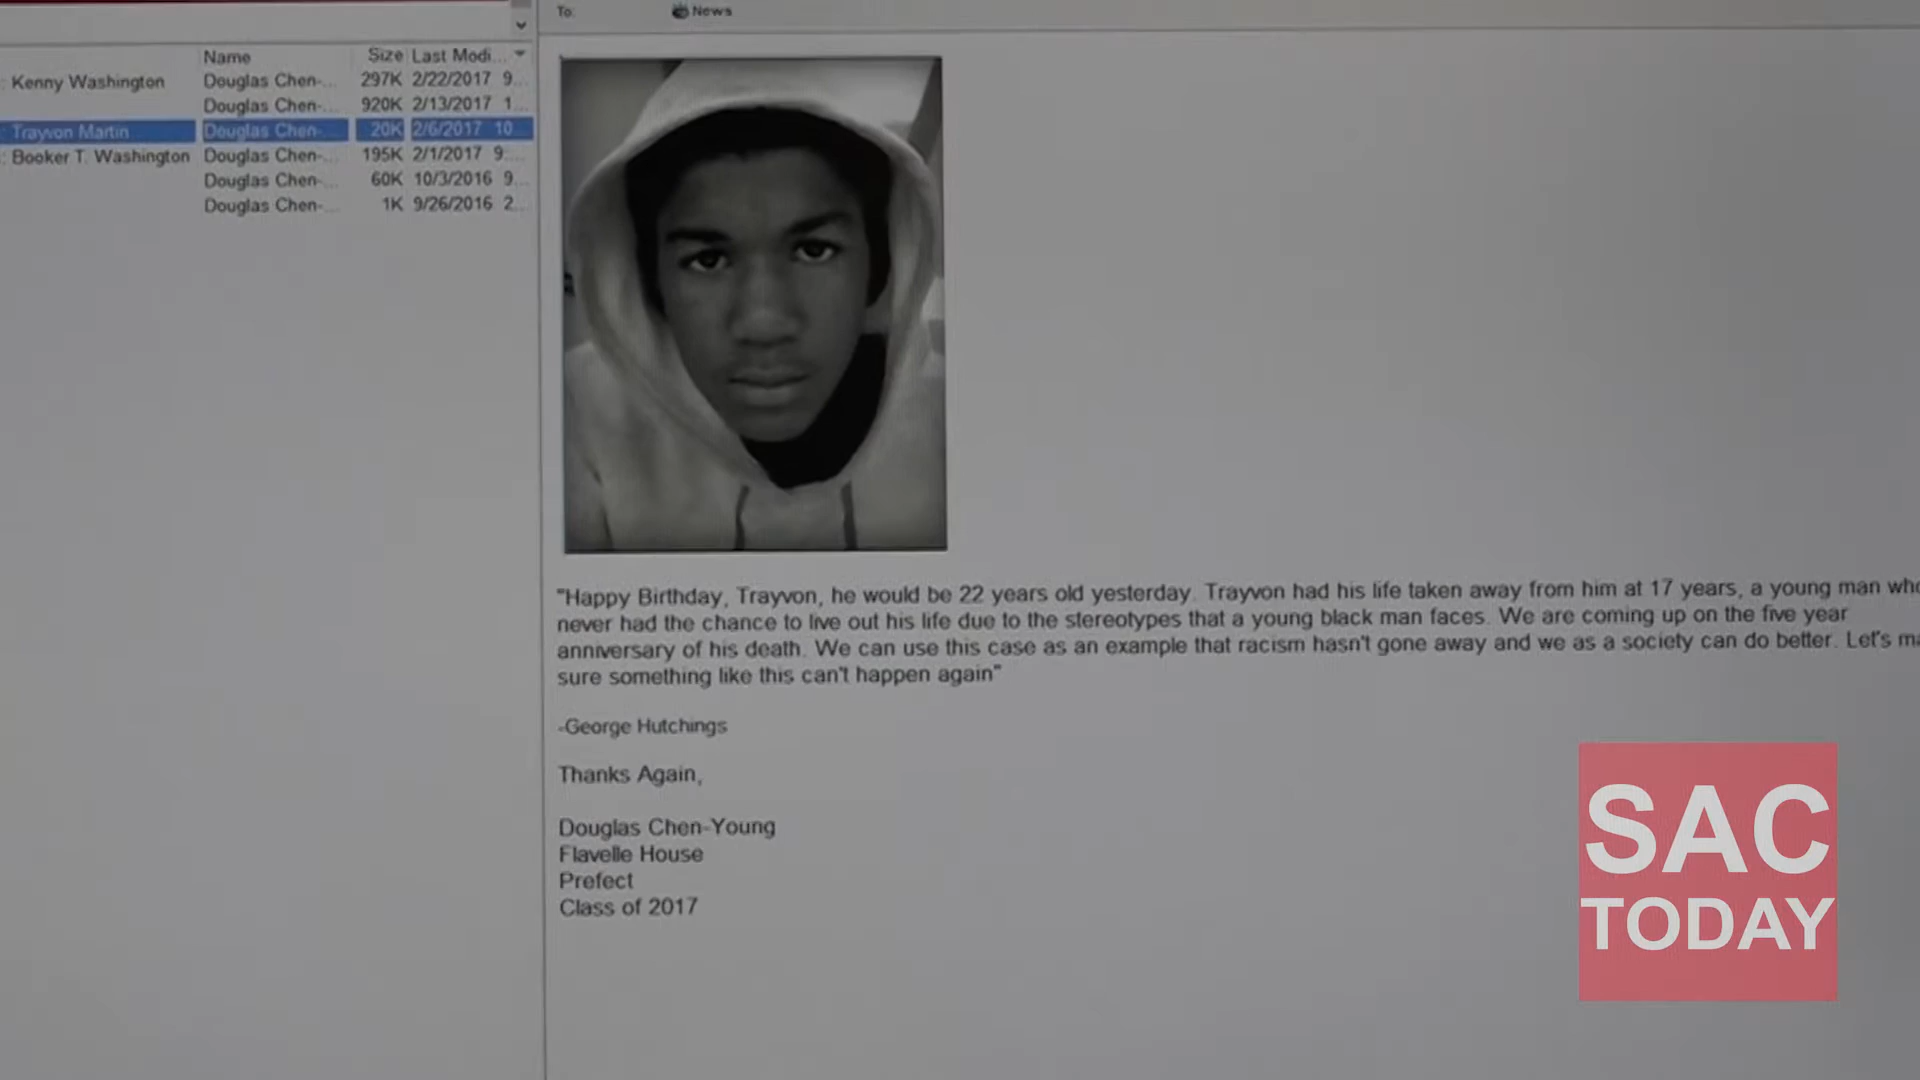 To: News
Name Size Last Modi...
: Kenny Washington Douglas Chen-... 297K 2/22/2017 9...
Douglas Chen-... 920K 2/13/2017 1...
: Trayvon Martin Douglas Chen-... 20K 2/6/2017 10...
: Booker T. Washington Douglas Chen-... 195K 2/1/2017 9:...
Douglas Chen-... 60K 10/3/2016 9...
Douglas Chen-... 1K 9/26/2016 2...
"Happy Birthday, Trayvon, he would be 22 years old yesterday. Trayvon had his life taken away from him at 17 years, a young man who
never had the chance to live out his life due to the stereotypes that a young black man faces. We are coming up on the five year
anniversary of his death. We can use this case as an example that racism hasn't gone away and we as a society can do better. Let's ma
sure something like this can't happen again"
-George Hutchings
Thanks Again,
Douglas Chen-Young
Flavelle House
Prefect
Class of 2017
SAC
TODAY